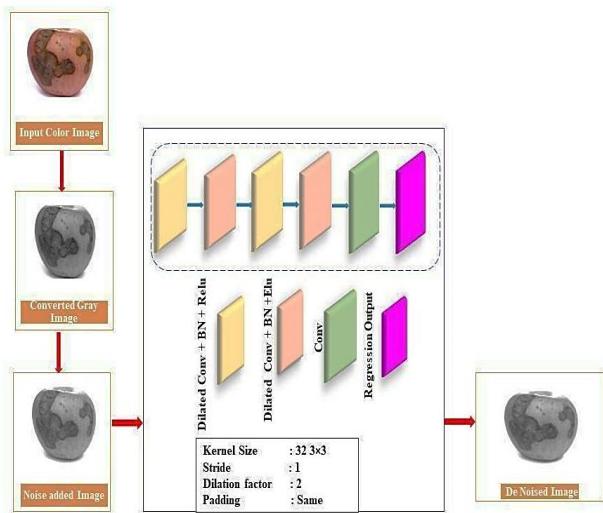 Input Color Image
Converted Gray
Image
Noise added Image
Dilated Conv + BN + Relu
Dilated Conv + BN +Elu
Conv
Regression Output
Kernel Size : 32 3×3
Stride : 1
Dilation factor : 2
Padding : Same
De Noised Image